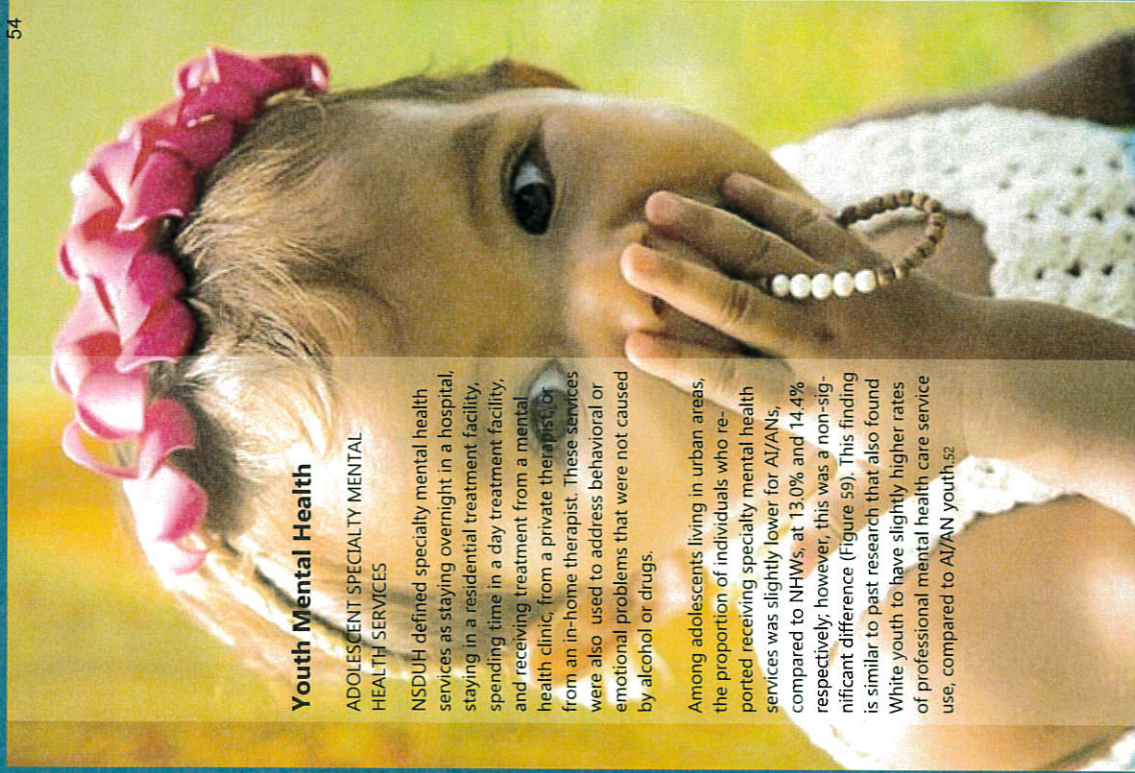 54
Youth Mental Health
ADOLESCENT SPECIALTY MENTAL
HEALTH SERVICES
NSDUH defined specialty mental health
services as staying overnight in a hospital,
staying in a residential treatment facility,
spending time in a day treatment facility,
and receiving treatment from a mental
health clinic, from a private therapist, or
from an in-home therapist. These services
were also used to address behavioral or
emotional problems that were not caused
by alcohol or drugs.
Among adolescents living in urban areas,
the proportion of individuals who re-
ported receiving specialty mental health
services was slightly lower for AI/ANs,
compared to NHWs, at 13.0% and 14.4%
respectively; however, this was a non-sig-
nificant difference (Figure 59). This finding
is similar to past research that also found
White youth to have slightly higher rates
of professional mental health care service
use, compared to AI/AN youth.52